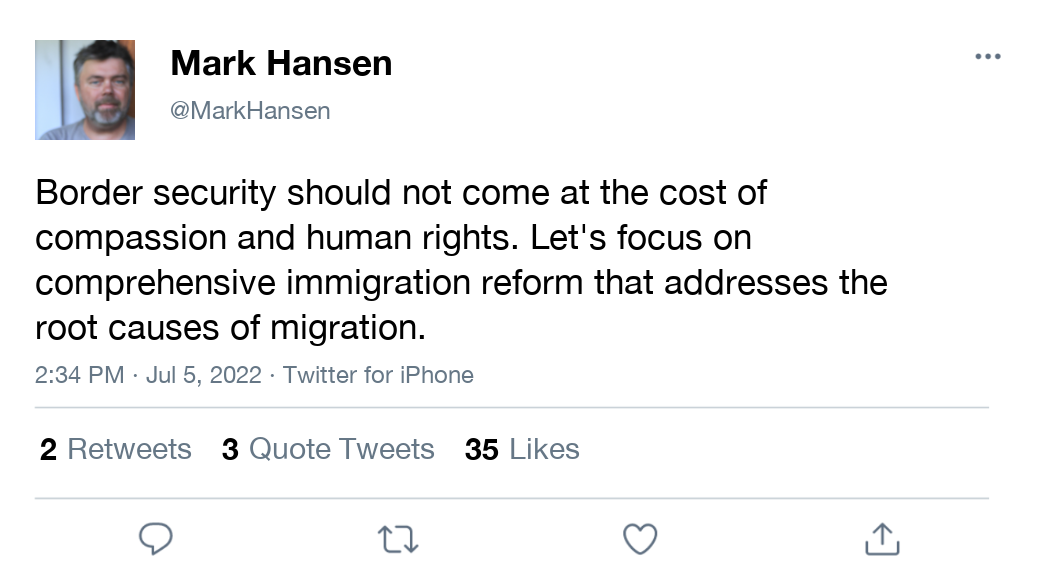 Mark Hansen
@MarkHansen
Border security should not come at the cost of
compassion and human rights. Let's focus on
comprehensive immigration reform that addresses the
root causes of migration.
2:34 PM · Jul 5, 2022 · Twitter for iPhone
2 Retweets 3 Quote Tweets 35 Likes